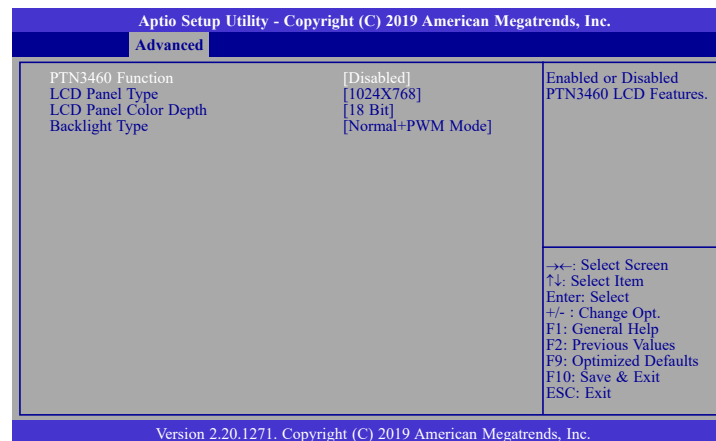 Aptio Setup Utility - Copyright (C) 2019 American Megatrends, Inc.
Advanced
PTN3460 Function [Disabled]
LCD Panel Type [1024X768]
LCD Panel Color Depth [18 Bit]
Backlight Type [Normal+PWM Mode]
Enabled or Disabled
PTN3460 LCD Features.
→←: Select Screen
↑↓: Select Item
Enter: Select
+/- : Change Opt.
F1: General Help
F2: Previous Values
F9: Optimized Defaults
F10: Save & Exit
ESC: Exit
Version 2.20.1271. Copyright (C) 2019 American Megatrends, Inc.